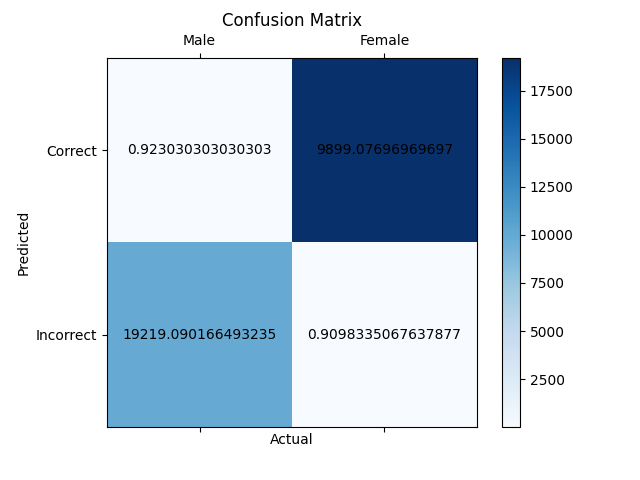 Confusion Matrix
Male Female
17500
15000
Correct 0.923030303030303 9899.07696969697
12500
Predicted
10000
7500
Incorrect 19219.090166493235 0.9098335067637877
5000
2500
Actual